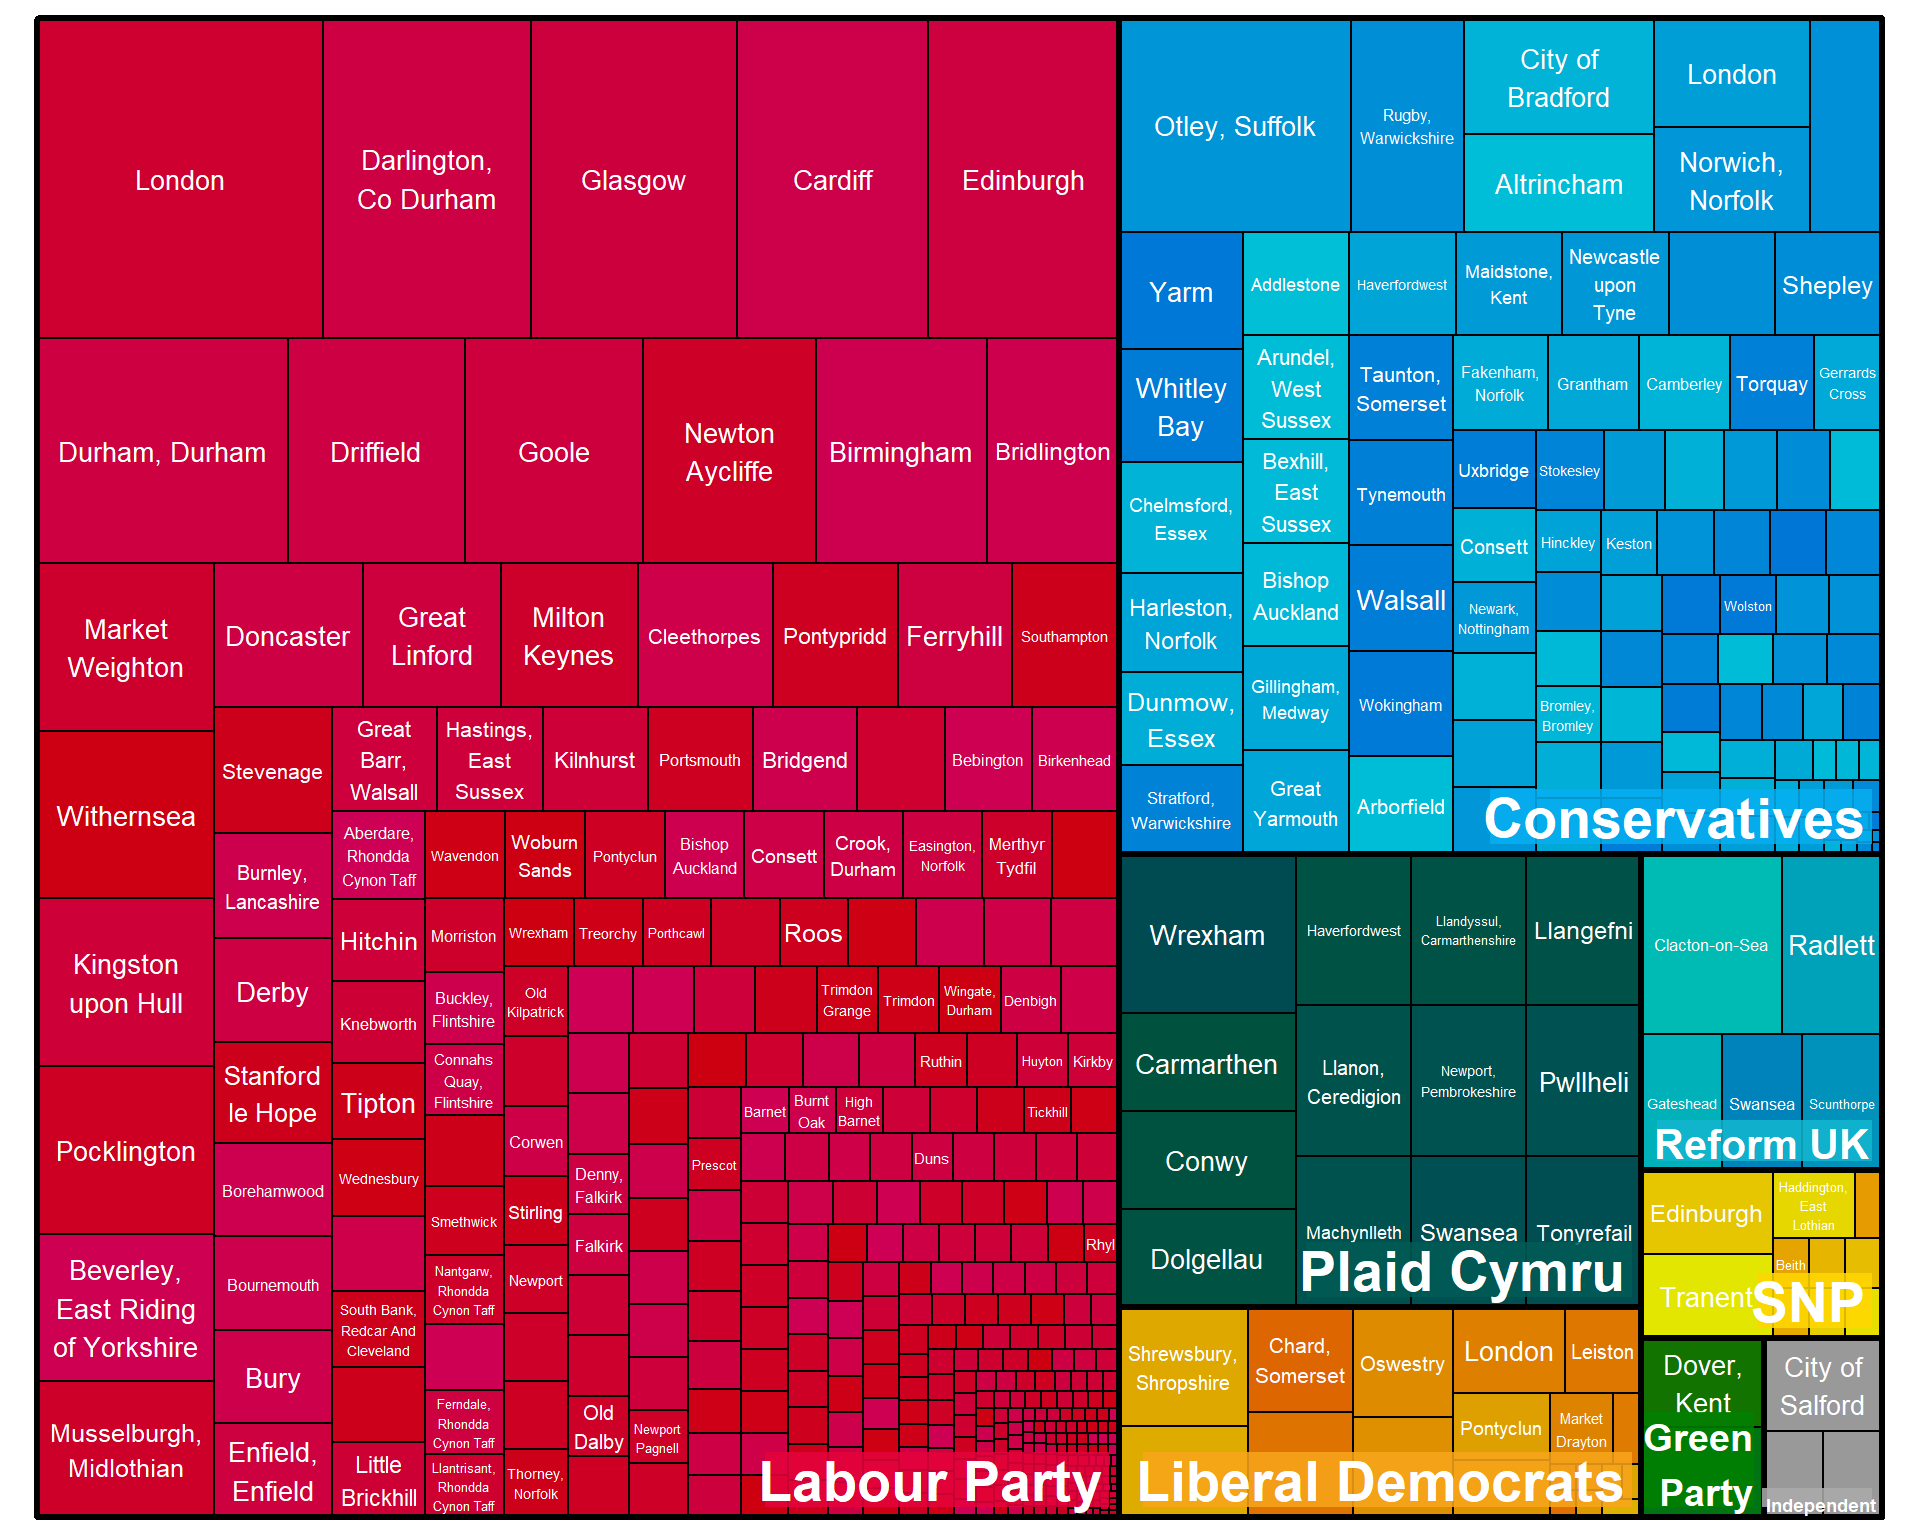 London
Darlington,
Co Durham
Glasgow
Cardiff
Edinburgh
Durham, Durham
Driffield
Goole
Newton
Aycliffe
Birmingham
Bridlington
Market
Weighton
Doncaster
Great
Linford
Milton
Keynes
Cleethorpes
Pontypridd
Ferryhill
Southampton
Withernsea
Stevenage
Great
Barr,
Walsall
Hastings,
East
Sussex
Kilnhurst
Portsmouth
Bridgend
Bebington
Birkenhead
Burnley,
Lancashire
Aberdare,
Rhondda
Cynon Taff
Wavendon
Woburn
Sands
Pontyclun
Bishop
Auckland
Consett
Crook,
Durham
Easington,
Norfolk
Merthyr
Tydfil
Kingston
upon Hull
Derby
Hitchin
Morriston
Wrexham
Treorchy
Porthcawl
Roos
Knebworth
Buckley,
Flintshire
Old
Kilpatrick
Trimdon
Grange
Trimdon
Wingate,
Durham
Denbigh
Pocklington
Stanford
le Hope
Tipton
Connahs
Quay,
Flintshire
Ruthin
Huyton
Kirkby
Barnet
Burnt
Oak
High
Barnet
Tickhill
Borehamwood
Wednesbury
Corwen
Denny,
Falkirk
Prescot
Duns
Smethwick
Stirling
Falkirk
Rhyl
Beverley,
East Riding
of Yorkshire
Bournemouth
South Bank,
Redcar And
Cleveland
Nantgarw,
Rhondda
Cynon Taff
Newport
Bury
Musselburgh,
Midlothian
Enfield,
Enfield
Little
Brickhill
Ferndale,
Rhondda
Cynon Taff
Llantrisant,
Rhondda
Cynon Taff
Thorney,
Norfolk
Old
Dalby
Newport
Pagnell
Labour Party
Otley, Suffolk
Rugby,
Warwickshire
City of
Bradford
Altrincham
London
Norwich,
Norfolk
Yarm
Addlestone
Haverfordwest
Maidstone,
Kent
Newcastle
upon
Tyne
Shepley
Whitley
Bay
Arundel,
West
Sussex
Taunton,
Somerset
Fakenham,
Norfolk
Grantham
Camberley
Torquay
Gerrards
Cross
Chelmsford,
Essex
Bexhill,
East
Sussex
Tynemouth
Uxbridge
Stokesley
Consett
Hinckley
Keston
Harleston,
Norfolk
Bishop
Auckland
Walsall
Newark,
Nottingham
Wolston
Dunmow,
Essex
Gillingham,
Medway
Wokingham
Bromley,
Bromley
Stratford,
Warwickshire
Great
Yarmouth
Arborfield
Conservatives
Wrexham
Haverfordwest
Llandyssul,
Carmarthenshire
Llangefni
Carmarthen
Llanon,
Ceredigion
Newport,
Pembrokeshire
Pwllheli
Conwy
Dolgellau
Machynlleth
Swansea
Tonyrefail
Plaid Cymru
Clacton-on-Sea
Radlett
Gateshead
Swansea
Scunthorpe
Reform UK
Edinburgh
Haddington,
East
Lothian
Tranent
Beith
SNP
Shrewsbury,
Shropshire
Chard,
Somerset
Oswestry
London
Leiston
Pontyclun
Market
Drayton
Liberal Democrats
Dover,
Kent
Green
Party
City of
Salford
Independent